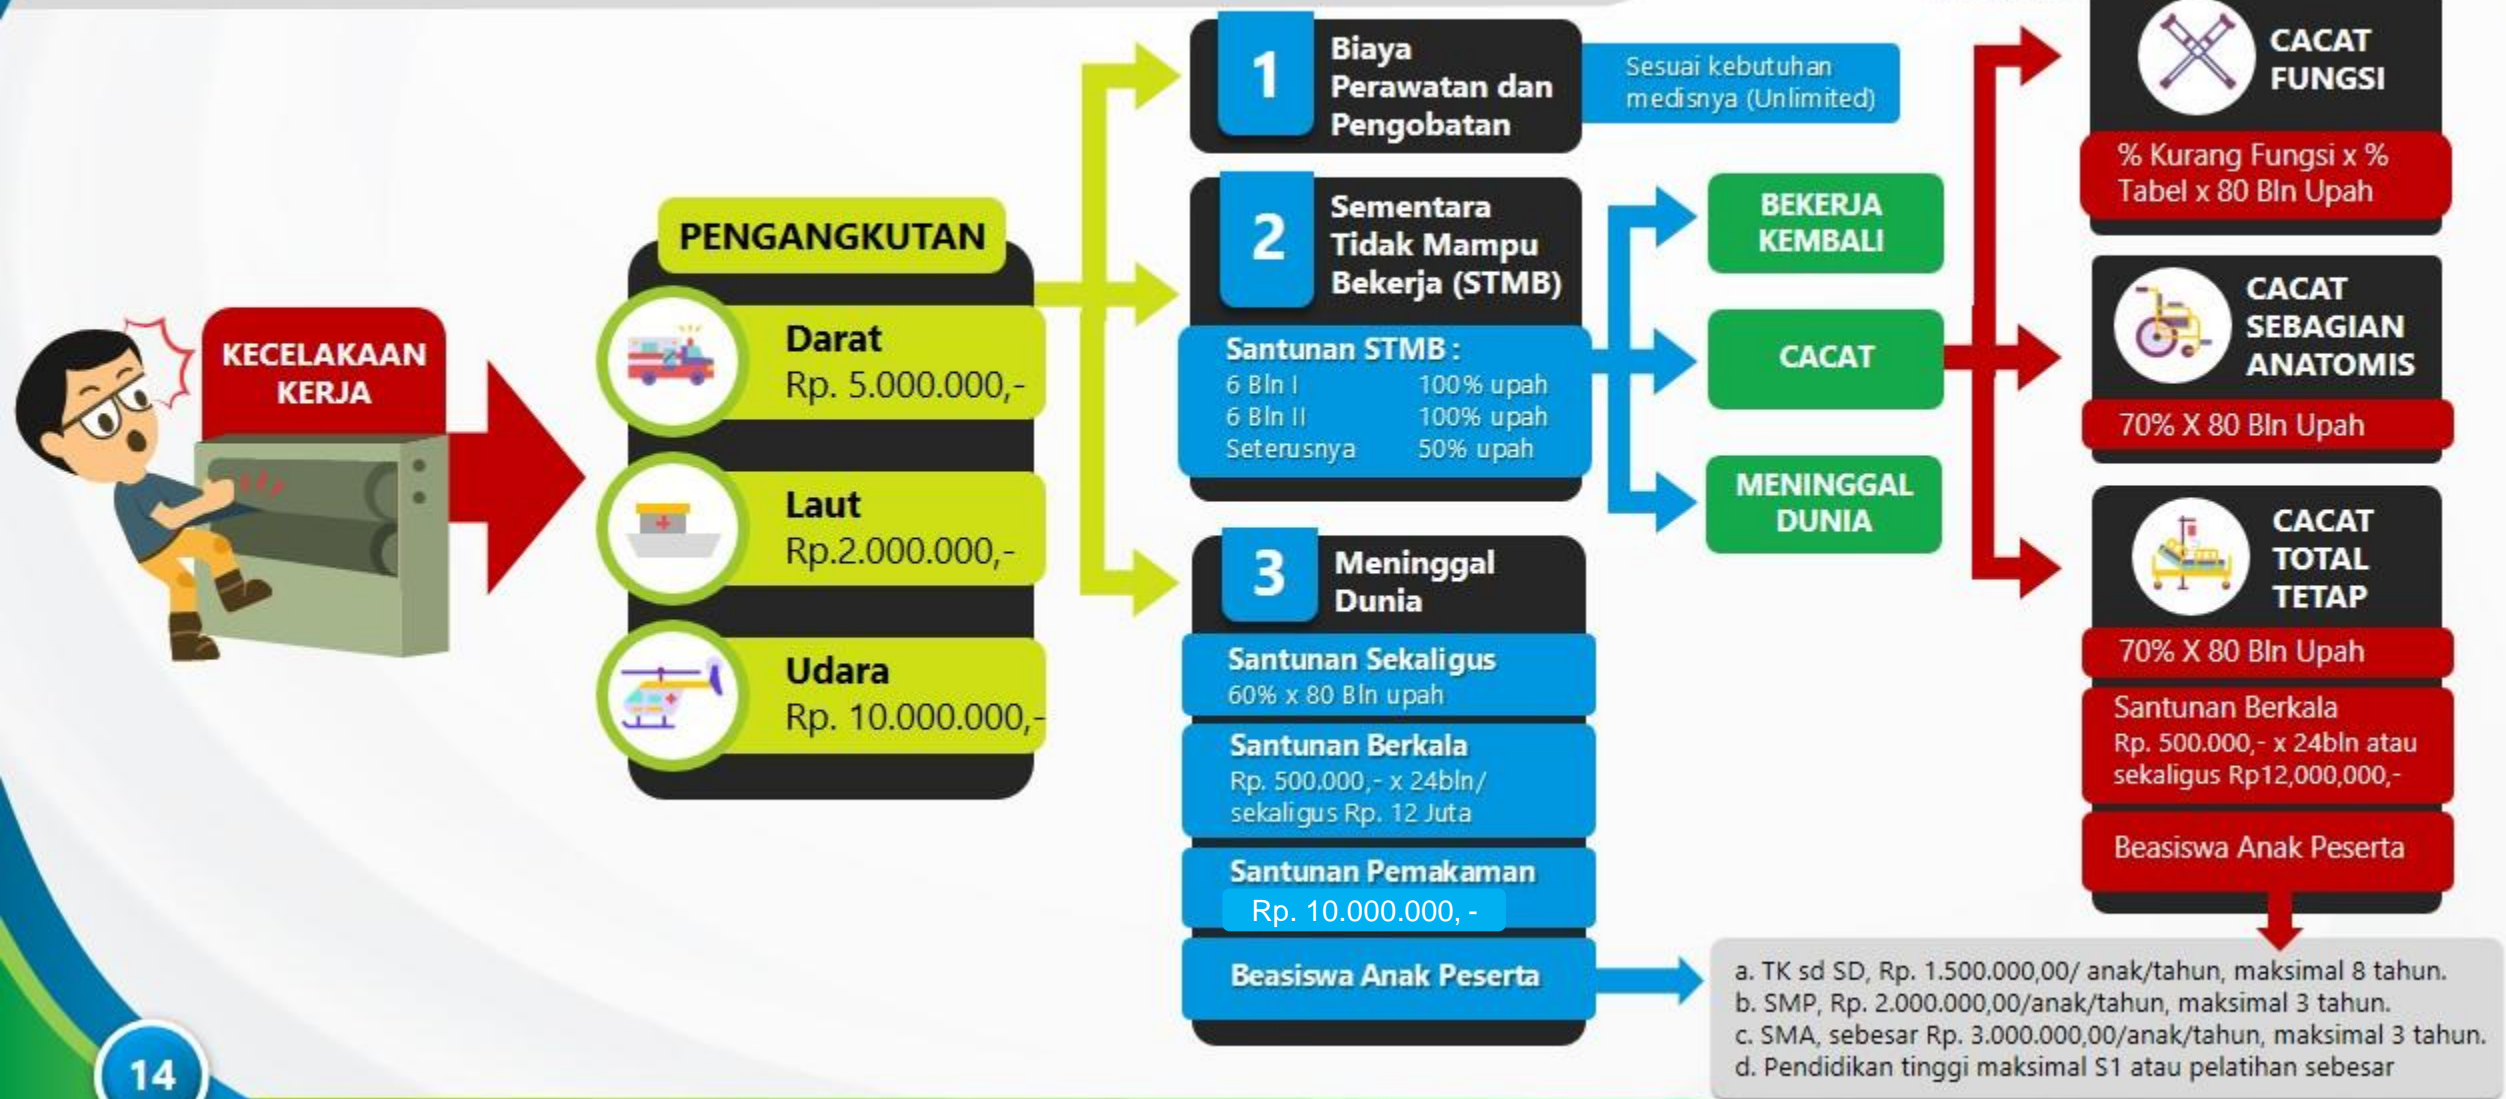 KECELAKAAN
KERJA
PENGANGKUTAN
Darat
Rp. 5.000.000,-
Laut
Rp.2.000.000,-
Udara
Rp. 10.000.000,-
1
Biaya
Perawatan dan
Pengobatan
Sesuai kebutuhan
medisnya (Unlimited)
2
Sementara
Tidak Mampu
Bekerja (STMB)
Santunan STMB :
6 Bln I 100% upah
6 Bln II 100% upah
Seterusnya 50% upah
3
Meninggal
Dunia
Santunan Sekaligus
60% x 80 Bln upah
Santunan Berkala
Rp. 500.000,- x 24bln/
sekaligus Rp. 12 Juta
Santunan Pemakaman
Rp. 10.000.000, -
Beasiswa Anak Peserta
BEKERJA
KEMBALI
CACAT
MENINGGAL
DUNIA
CACAT
FUNGSI
% Kurang Fungsi x %
Tabel x 80 Bln Upah
CACAT
SEBAGIAN
ANATOMIS
70% X 80 Bln Upah
CACAT
TOTAL
TETAP
70% X 80 Bln Upah
Santunan Berkala
Rp. 500.000,- x 24bln atau
sekaligus Rp12,000,000,-
Beasiswa Anak Peserta
a. TK sd SD, Rp. 1.500.000,00/ anak/tahun, maksimal 8 tahun.
b. SMP, Rp. 2.000.000,00/anak/tahun, maksimal 3 tahun.
c. SMA, sebesar Rp. 3.000.000,00/anak/tahun, maksimal 3 tahun.
d. Pendidikan tinggi maksimal S1 atau pelatihan sebesar
14